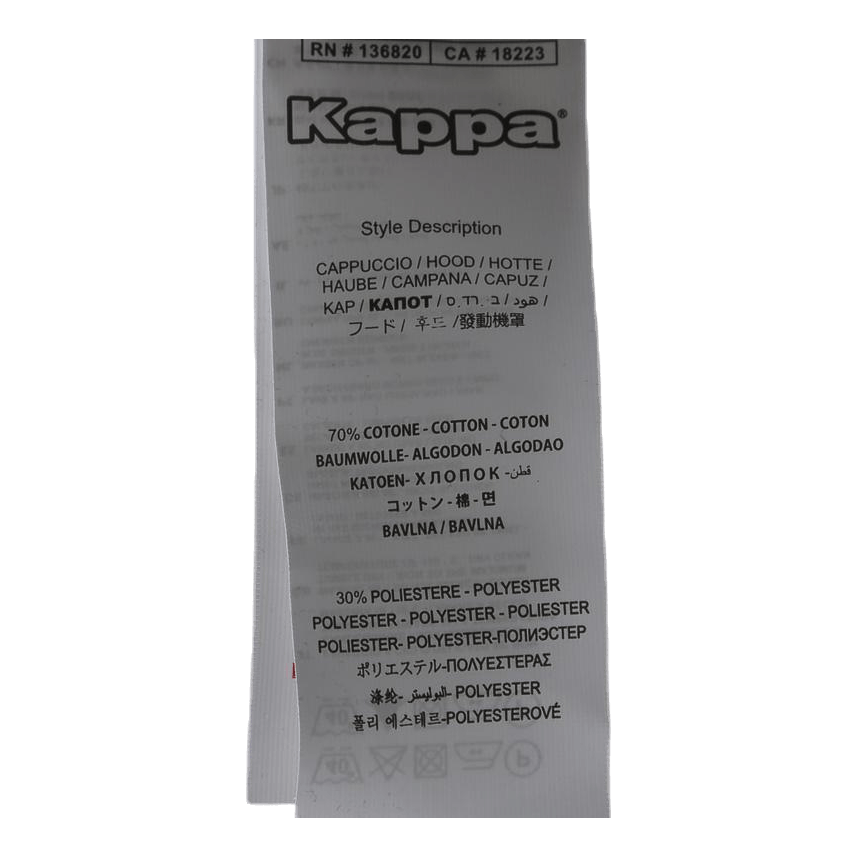 RN # 136820 CA # 18223
Kappa®
Style Description
CAPPUCCIO / HOOD / HOTTE /
HAUBE / CAMPANA / CAPUZ /
KAP / КАПОТ / ב .רד.ס / هود /
フード / 후드 /發動機罩
70% COTONE - COTTON - COTON
BAUMWOLLE- ALGODON - ALGODAO
KATOEN- ХЛОПОК -قطن
コットン - 棉 - 면
BAVLNA / BAVLNA
30% POLIESTERE - POLYESTER
POLYESTER - POLYESTER - POLIESTER
POLIESTER- POLYESTER-ПОЛИЭСТЕР
ポリエステル-ΠΟΛΥΕΣΤΕΡΑΣ
涤纶- البوليستر- POLYESTER
폴리 에스테르-POLYESTEROVÉ